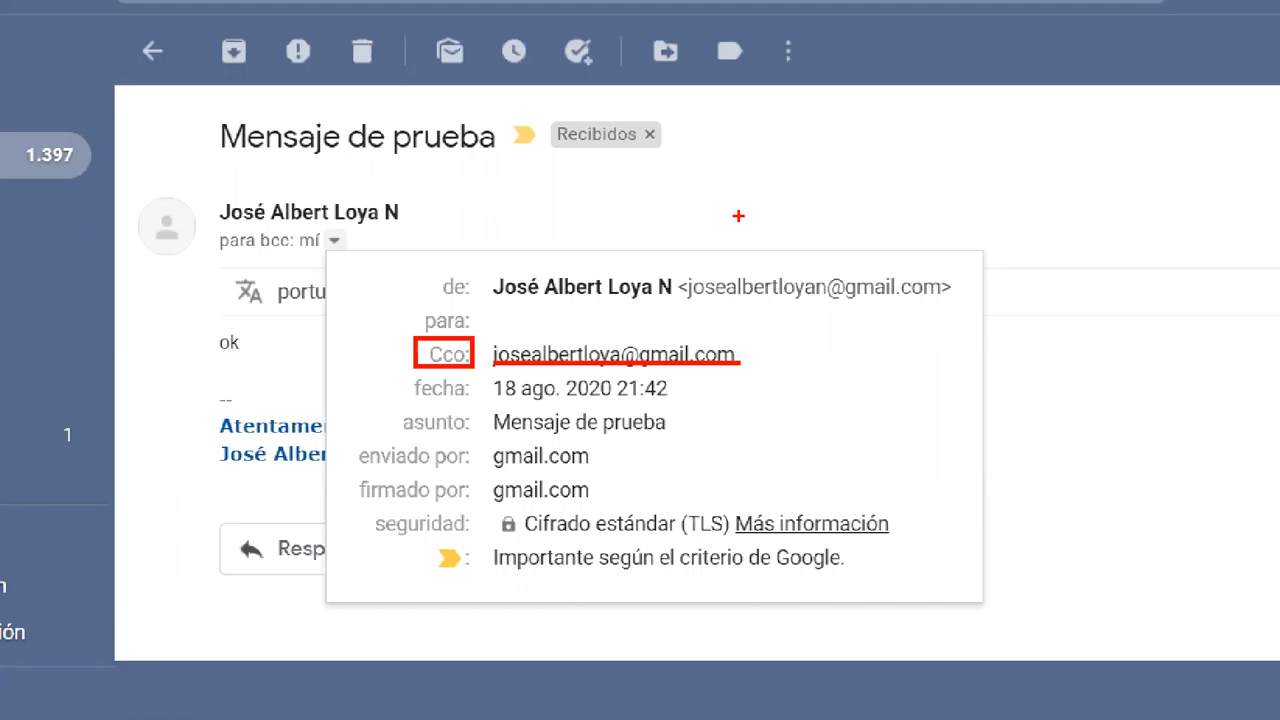 Mensaje de prueba Recibidos ×
1.397
José Albert Loya N
para bcc: mí
de: José Albert Loya N <josealbertloyan@gmail.com>
portu
para:
ok
Cco: josealbertloya@gmail.com
fecha: 18 ago. 2020 21:42
--
asunto: Mensaje de prueba
Atentame
1
José Alber
enviado por: gmail.com
firmado por: gmail.com
seguridad: Cifrado estándar (TLS) Más información
Resp
: Importante según el criterio de Google.
n
ión